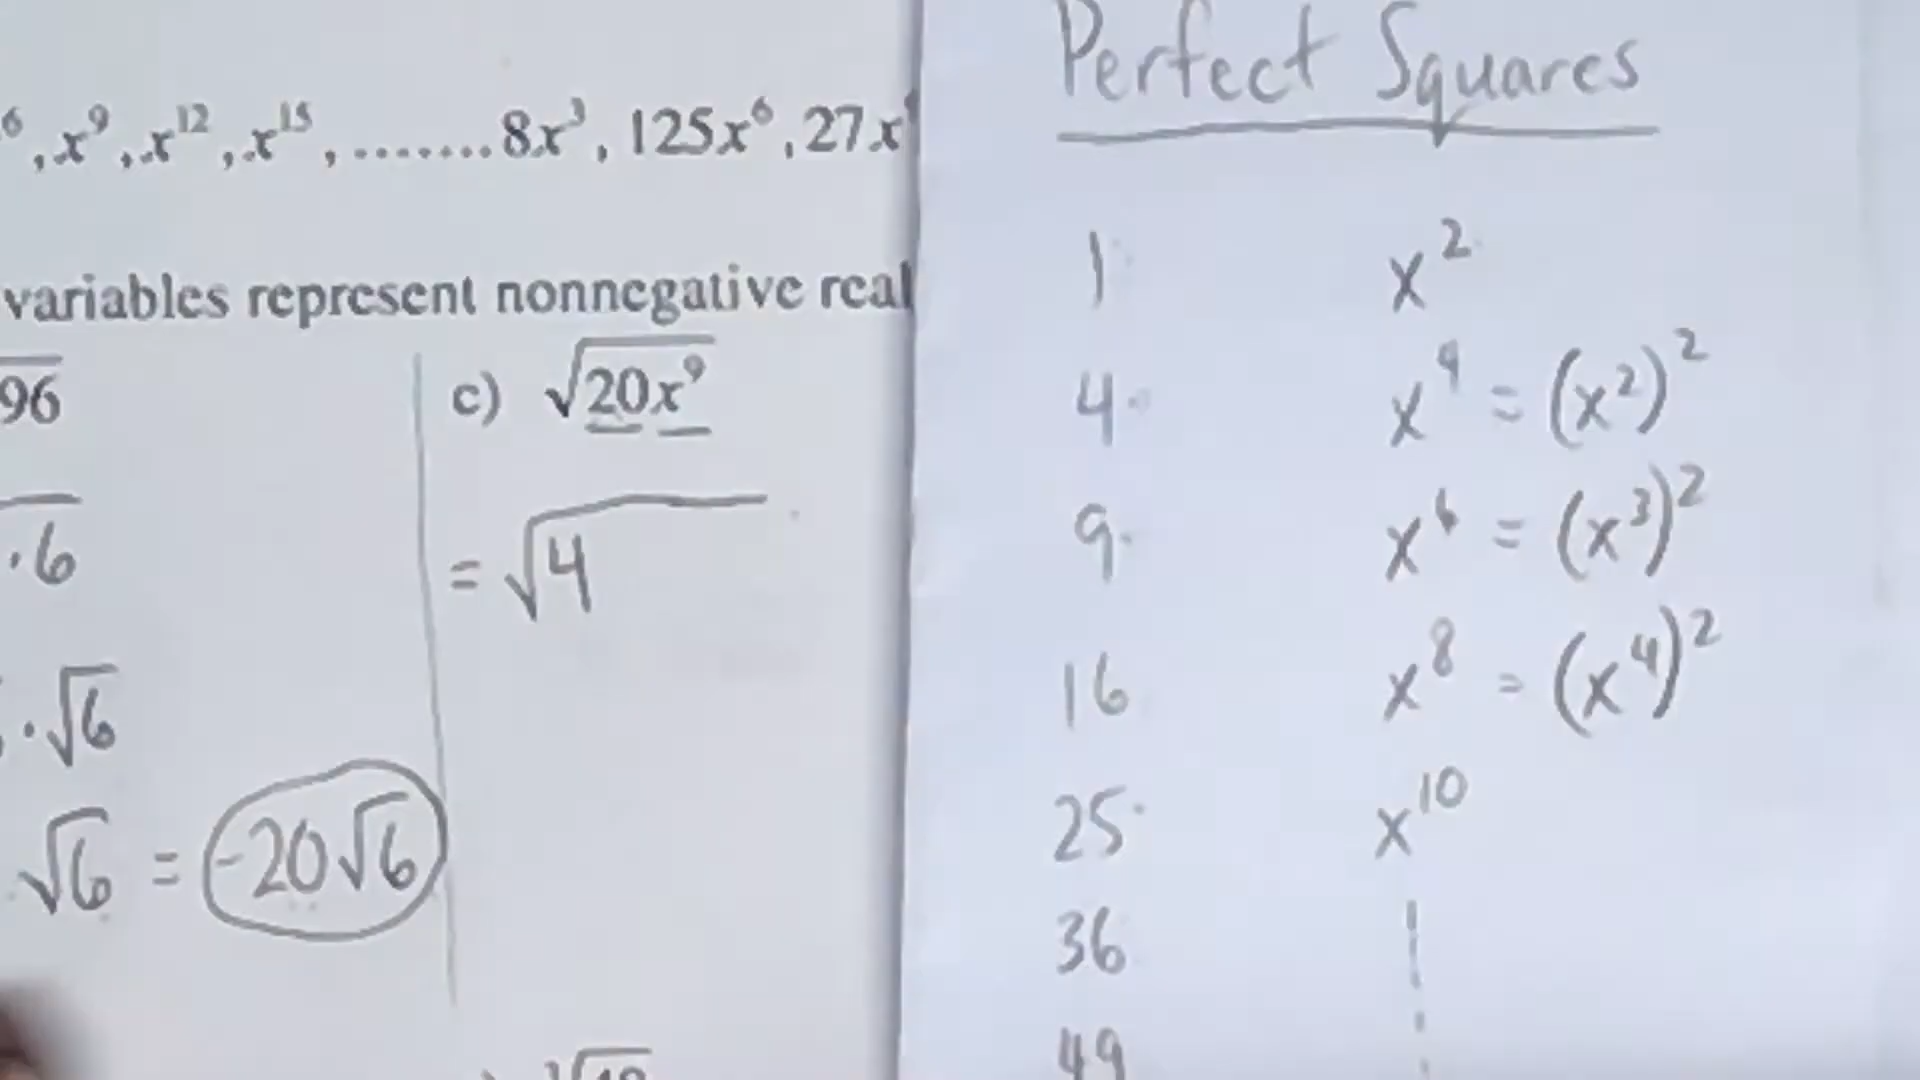 6, x⁹, x¹², x¹⁵, ....... 8x³, 125x⁶, 27x
variables represent nonnegative real
96
c) √20x⁹
.6
= √4
. √6
√6 = -20√6
Perfect Squares
1 x²
4 x⁴ = (x²)²
9 x⁶ = (x³)²
16 x⁸ = (x⁴)²
25 x¹⁰
36
49